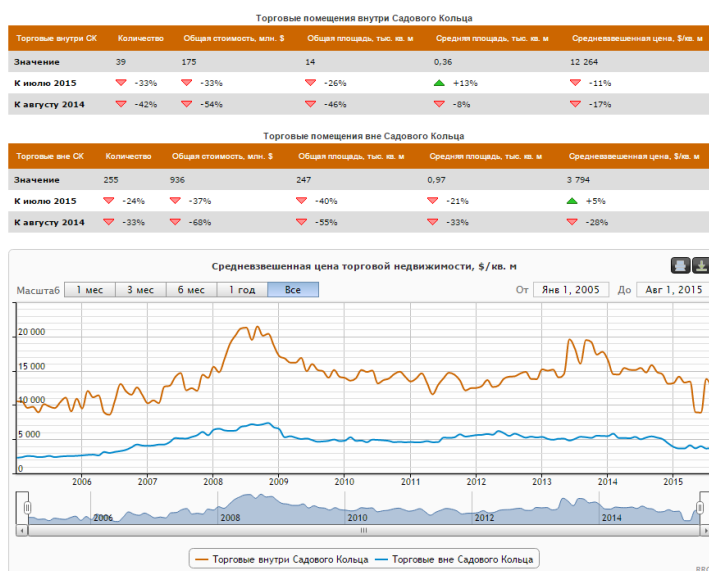 Торговые помещения внутри Садового Кольца
Торговые внутри СК Количество Общая стоимость, млн. $ Общая площадь, тыс. кв. м Средняя площадь, тыс. кв. м Средневзвешенная цена, $/кв. м
Значение 39 175 14 0,36 12 264
К июлю 2015 -33% -33% -26% +13% -11%
К августу 2014 -42% -54% -46% -8% -17%
Торговые помещения вне Садового Кольца
Торговые вне СК Количество Общая стоимость, млн. $ Общая площадь, тыс. кв. м Средняя площадь, тыс. кв. м Средневзвешенная цена, $/кв. м
Значение 255 936 247 0,97 3 794
К июлю 2015 -24% -37% -40% -21% +5%
К августу 2014 -33% -68% -55% -33% -28%
Средневзвешенная цена торговой недвижимости, $/кв. м
Масштаб 1 мес 3 мес 6 мес 1 год Все От Янв 1, 2005 До Авг 1, 2015
20 000
15 000
10 000
5 000
0
2006 2007 2008 2009 2010 2011 2012 2013 2014 2015
2006 2008 2010 2012 2014
Торговые внутри Садового Кольца Торговые вне Садового Кольца